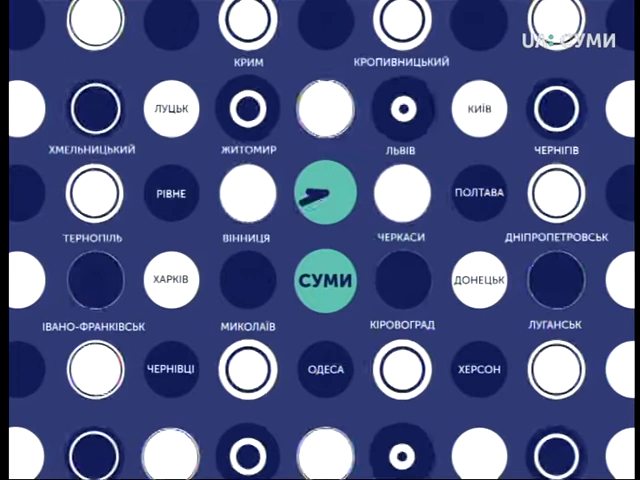 UA: СУМИ
КРИМ
КРОПИВНИЦЬКИЙ
ЛУЦЬК
КИЇВ
ХМЕЛЬНИЦЬКИЙ
ЖИТОМИР
ЛЬВІВ
ЧЕРНІГІВ
РІВНЕ
ПОЛТАВА
ТЕРНОПІЛЬ
ВІННИЦЯ
ЧЕРКАСИ
ДНІПРОПЕТРОВСЬК
ХАРКІВ
СУМИ
ДОНЕЦЬК
ІВАНО-ФРАНКІВСЬК
МИКОЛАЇВ
КІРОВОГРАД
ЛУГАНСЬК
ЧЕРНІВЦІ
ОДЕСА
ХЕРСОН